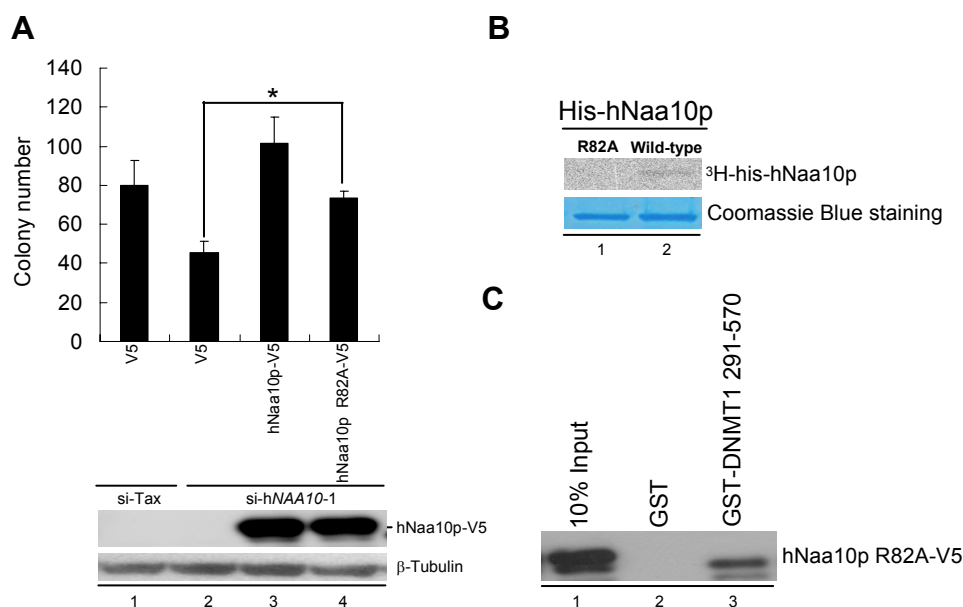 A
140
120
100
80
60
40
20
0
Colony number
*
V5
V5
hNaa10p-V5
hNaa10p R82A-V5
si-Tax
si-hNAA10-1
hNaa10p-V5
β-Tubulin
1 2 3 4
B
His-hNaa10p
R82A Wild-type
³H-his-hNaa10p
Coomassie Blue staining
1 2
C
10% Input
GST
GST-DNMT1 291-570
hNaa10p R82A-V5
1 2 3